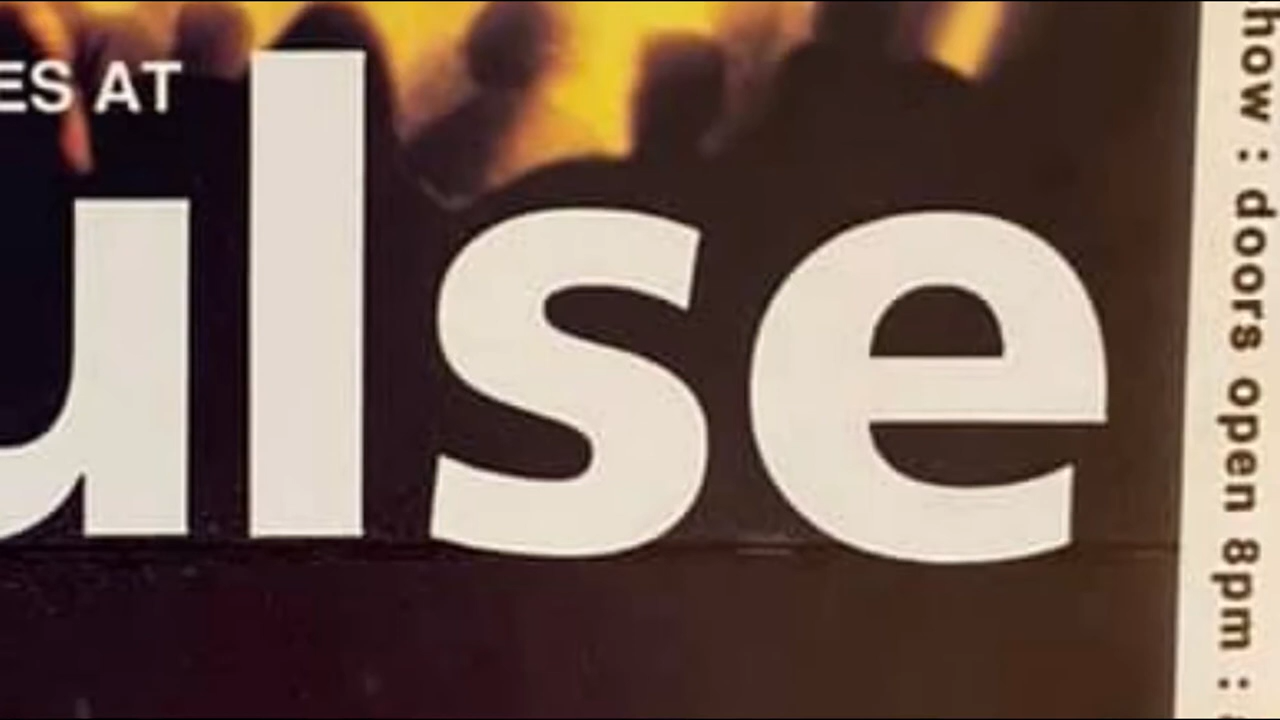 ES AT
ulse
how : doors open 8pm :